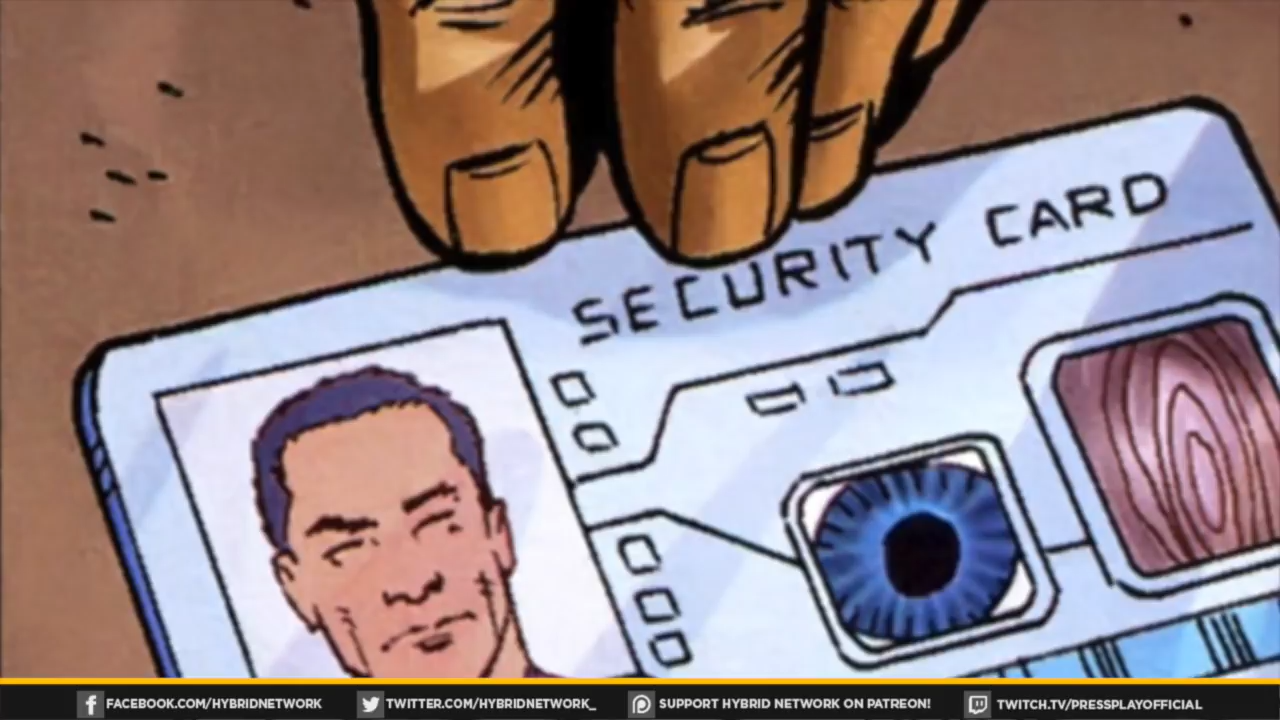 SECURITY CARD
FACEBOOK.COM/HYBRIDNETWORK
TWITTER.COM/HYBRIDNETWORK_
SUPPORT HYBRID NETWORK ON PATREON!
TWITCH.TV/PRESSPLAYOFFICIAL